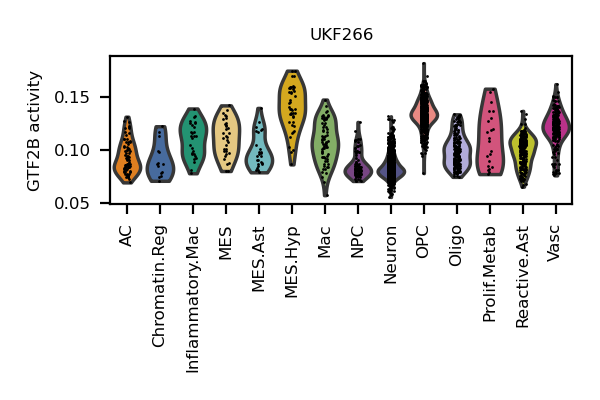 UKF266
GTF2B activity
0.15
0.10
0.05
AC
Chromatin.Reg
Inflammatory.Mac
MES
MES.Ast
MES.Hyp
Mac
NPC
Neuron
OPC
Oligo
Prolif.Metab
Reactive.Ast
Vasc